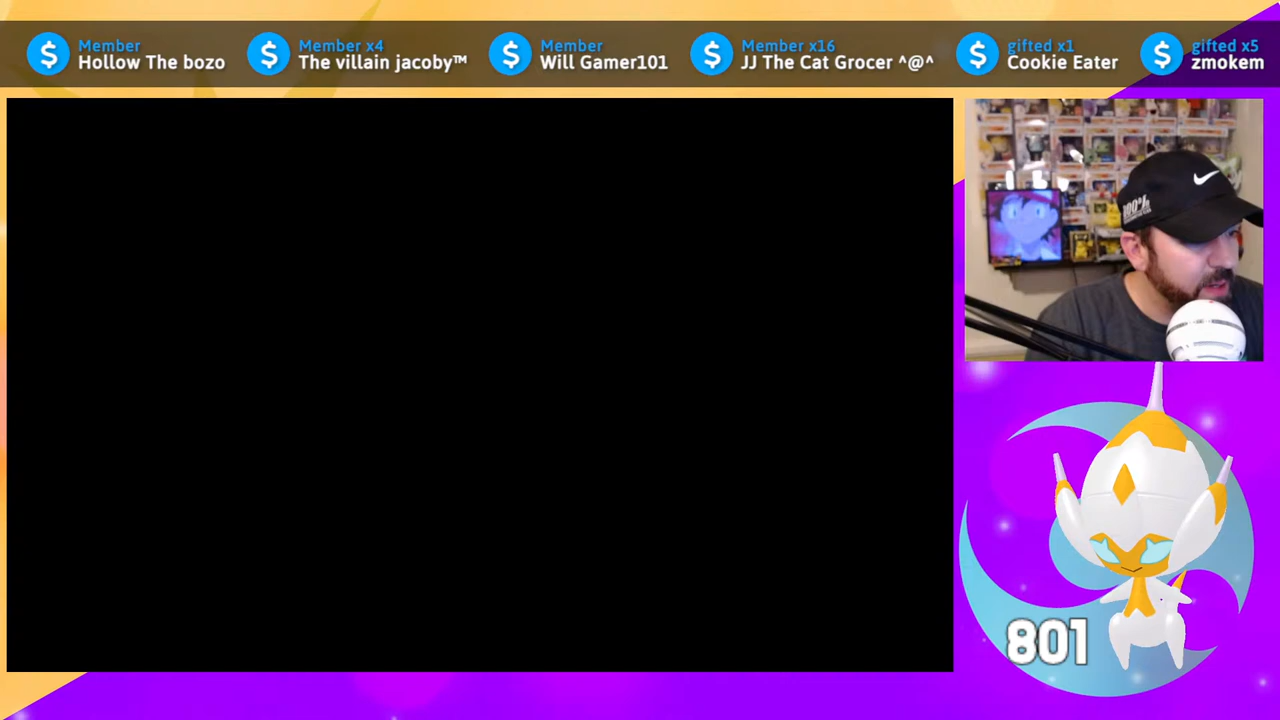 Member
Hollow The bozo
Member x4
The villain jacoby™
Member
Will Gamer101
Member x16
JJ The Cat Grocer ^@^
gifted x1
Cookie Eater
gifted x5
zmokem
100%
801